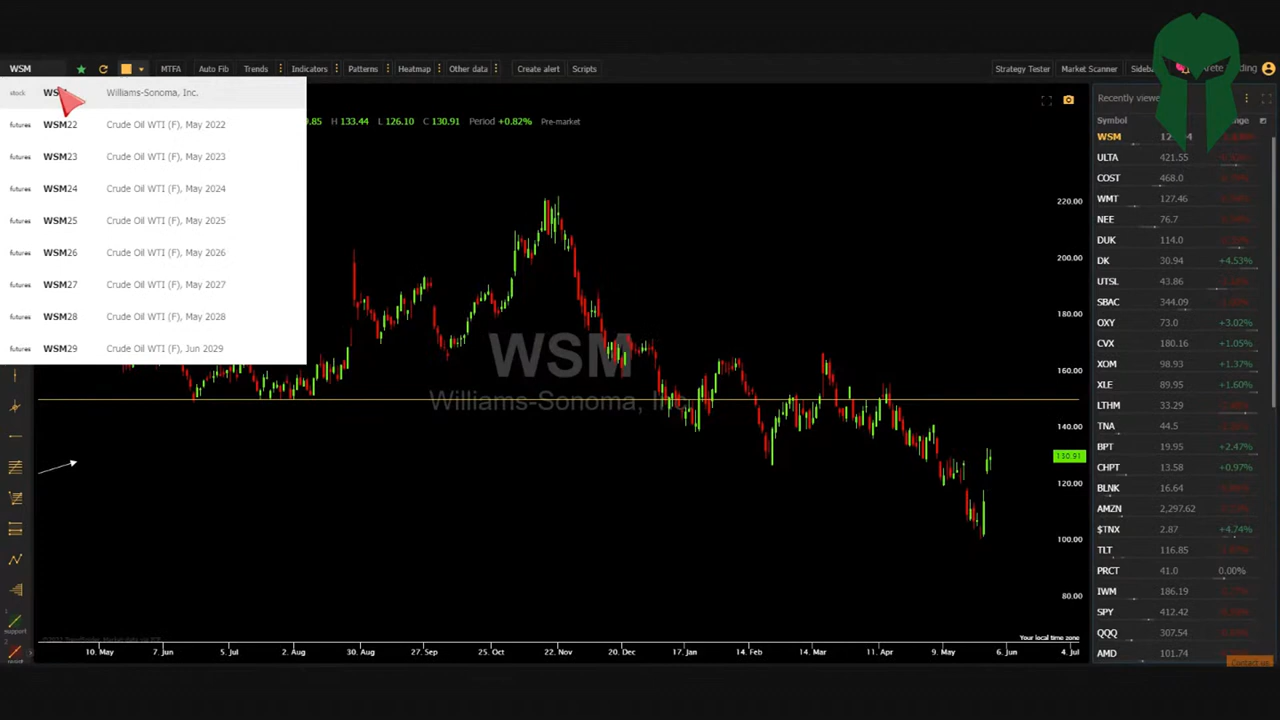 WSM
MTFA
Auto Fib
Trends
Indicators
Patterns
Heatmap
Other data
Create alert
Scripts
Strategy Tester
Market Scanner
stock Williams-Sonoma, Inc.
futures WSM22 Crude Oil WTI (F), May 2022
futures WSM23 Crude Oil WTI (F), May 2023
futures WSM24 Crude Oil WTI (F), May 2024
futures WSM25 Crude Oil WTI (F), May 2025
futures WSM26 Crude Oil WTI (F), May 2026
futures WSM27 Crude Oil WTI (F), May 2027
futures WSM28 Crude Oil WTI (F), May 2028
futures WSM29 Crude Oil WTI (F), Jun 2029
H 133.44 L 126.10 C 130.91 Period +0.82% Pre-market
WSM
Williams-Sonoma, Inc.
220.00
200.00
180.00
160.00
140.00
130.91
120.00
100.00
80.00
Your local time zone
10. May 7. Jun 5. Jul 2. Aug 30. Aug 27. Sep 25. Oct 22. Nov 20. Dec 17. Jan 14. Feb 14. Mar 11. Apr 9. May 6. Jun 4. Jul
support
Recently
Symbol
WSM
ULTA 421.55
COST 468.0
WMT 127.46
NEE 76.7
DUK 114.0
DK 30.94 +4.53%
UTSL 43.86
SBAC 344.09
OXY 73.0 +3.02%
CVX 180.16 +1.05%
XOM 98.93 +1.37%
XLE 89.95 +1.60%
LTHM 33.29
TNA 44.5
BPT 19.95 +2.47%
CHPT 13.58 +0.97%
BLNK 16.64
AMZN 2,297.62
$TNX 2.87 +4.74%
TLT 116.85
PRCT 41.0 0.00%
IWM 186.19
SPY 412.42
QQQ 307.54
AMD 101.74
Contact us